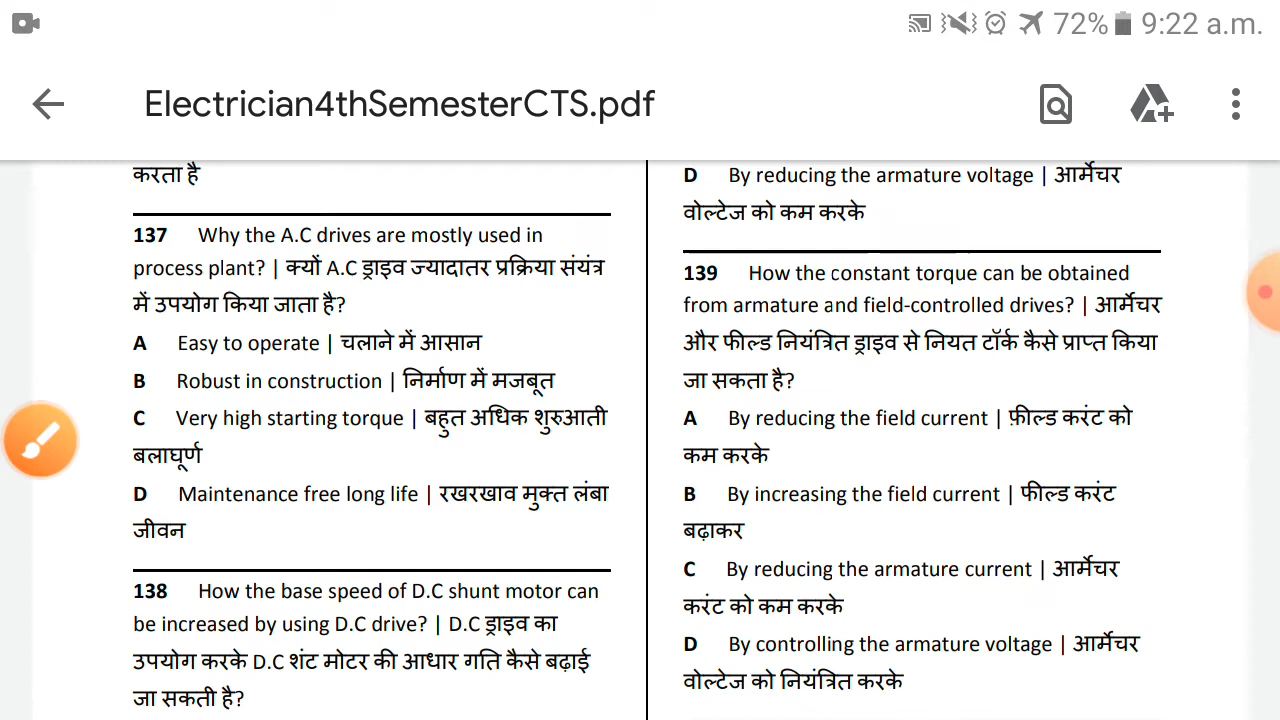 72% 9:22 a.m.
Electrician4thSemesterCTS.pdf
करता है
137 Why the A.C drives are mostly used in
process plant? | क्यों A.C ड्राइव ज्यादातर प्रक्रिया संयंत्र
में उपयोग किया जाता है?
A Easy to operate | चलाने में आसान
B Robust in construction | निर्माण में मजबूत
C Very high starting torque | बहुत अधिक शुरुआती
बलाघूर्ण
D Maintenance free long life | रखरखाव मुक्त लंबा
जीवन
138 How the base speed of D.C shunt motor can
be increased by using D.C drive? | D.C ड्राइव का
उपयोग करके D.C शंट मोटर की आधार गति कैसे बढ़ाई
जा सकती है?
D By reducing the armature voltage | आर्मेचर
वोल्टेज को कम करके
139 How the constant torque can be obtained
from armature and field-controlled drives? | आर्मेचर
और फील्ड नियंत्रित ड्राइव से नियत टॉर्क कैसे प्राप्त किया
जा सकता है?
A By reducing the field current | फ़ील्ड करंट को
कम करके
B By increasing the field current | फील्ड करंट
बढ़ाकर
C By reducing the armature current | आर्मेचर
करंट को कम करके
D By controlling the armature voltage | आर्मेचर
वोल्टेज को नियंत्रित करके